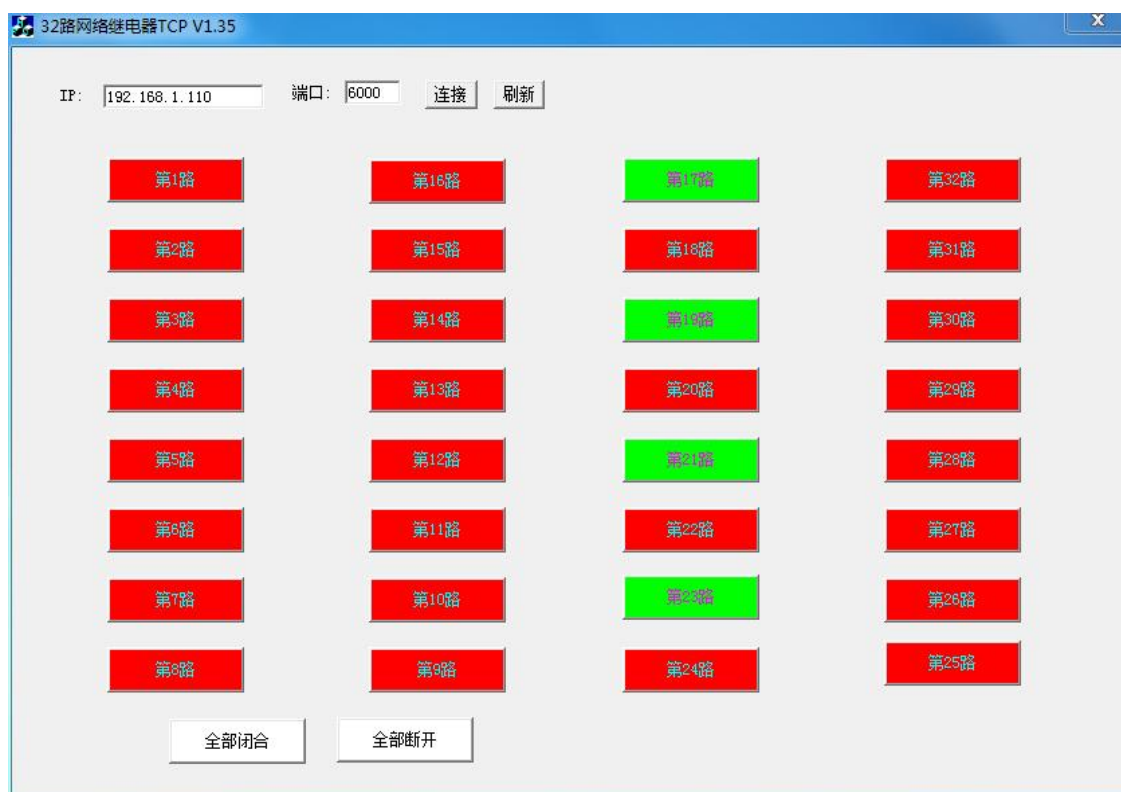 32路网络继电器TCP V1.35
IP: 192.168.1.110 端口: 6000 连接 刷新
第1路 第16路 第17路 第32路
第2路 第15路 第18路 第31路
第3路 第14路 第19路 第30路
第4路 第13路 第20路 第29路
第5路 第12路 第21路 第28路
第6路 第11路 第22路 第27路
第7路 第10路 第23路 第26路
第8路 第9路 第24路 第25路
全部闭合 全部断开